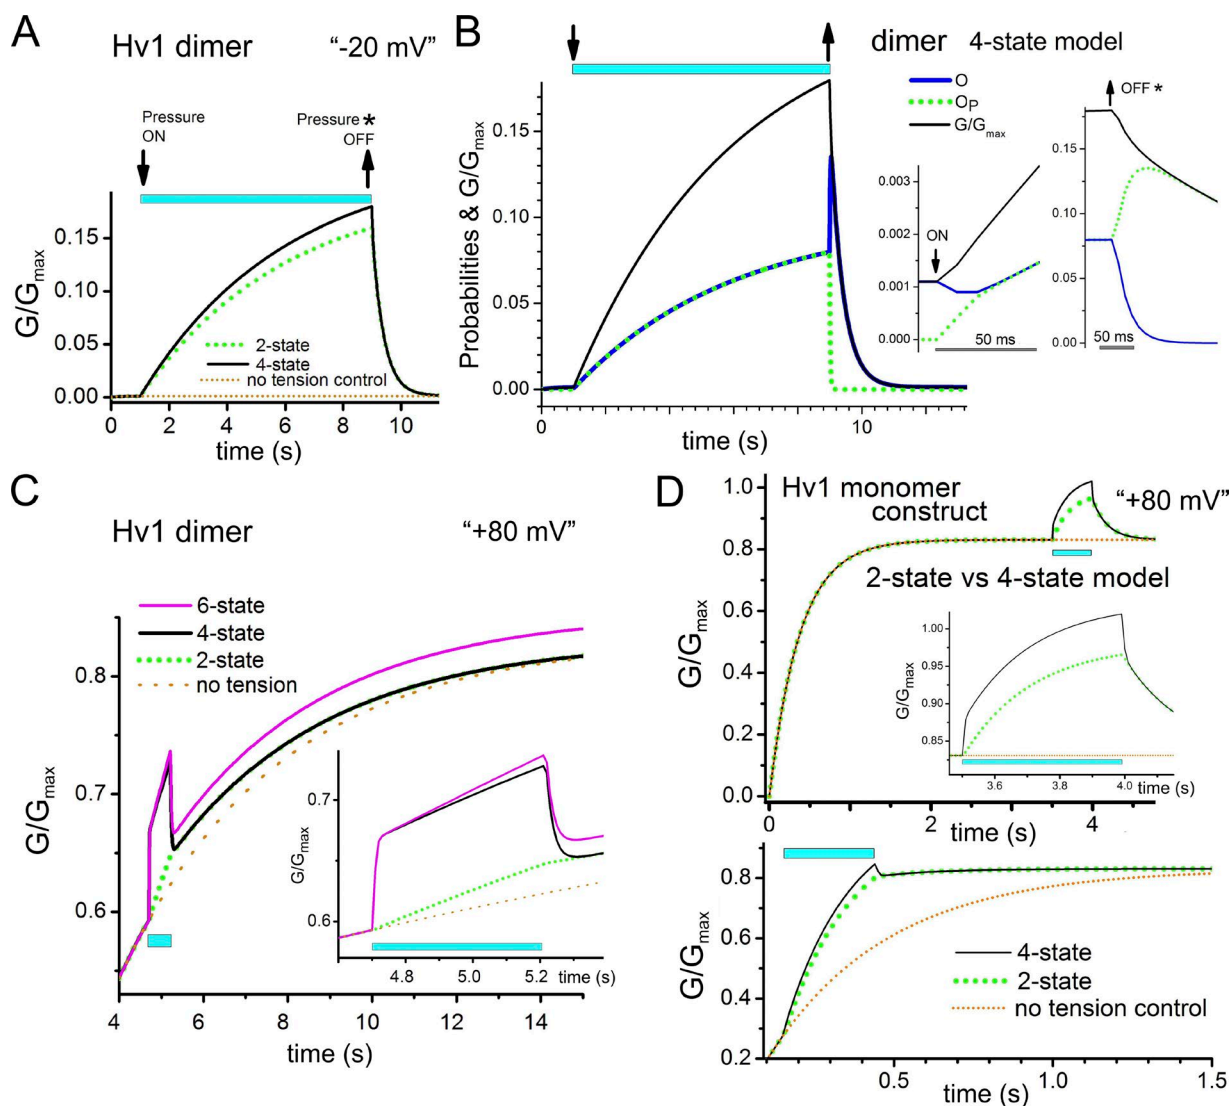 A
Hv1 dimer
“-20 mV”
Pressure
ON
Pressure *
OFF
G/Gmax
0.15
0.10
0.05
0.00
2-state
4-state
no tension control
0
2
4
6
8
10
time (s)
B
dimer
4-state model
O
OP
G/Gmax
Probabilities & G/Gmax
0.15
0.10
0.05
0.00
0
10
time (s)
0.003
0.002
0.001
0.000
ON
50 ms
OFF *
0.15
0.10
0.05
0.00
50 ms
C
Hv1 dimer
“+80 mV”
6-state
4-state
2-state
no tension
G/Gmax
0.8
0.7
0.6
4
6
8
10
12
14
time (s)
G/Gmax
0.7
0.6
4.8
5.0
5.2
time (s)
D
Hv1 monomer
construct
“+80 mV”
2-state vs 4-state model
G/Gmax
1.0
0.8
0.6
0.4
0.2
0.0
0
2
4
time (s)
G/Gmax
1.00
0.95
0.90
0.85
3.6
3.8
4.0
time (s)
G/Gmax
0.8
0.6
0.4
0.2
4-state
2-state
no tension control
0.5
1.0
1.5
time (s)